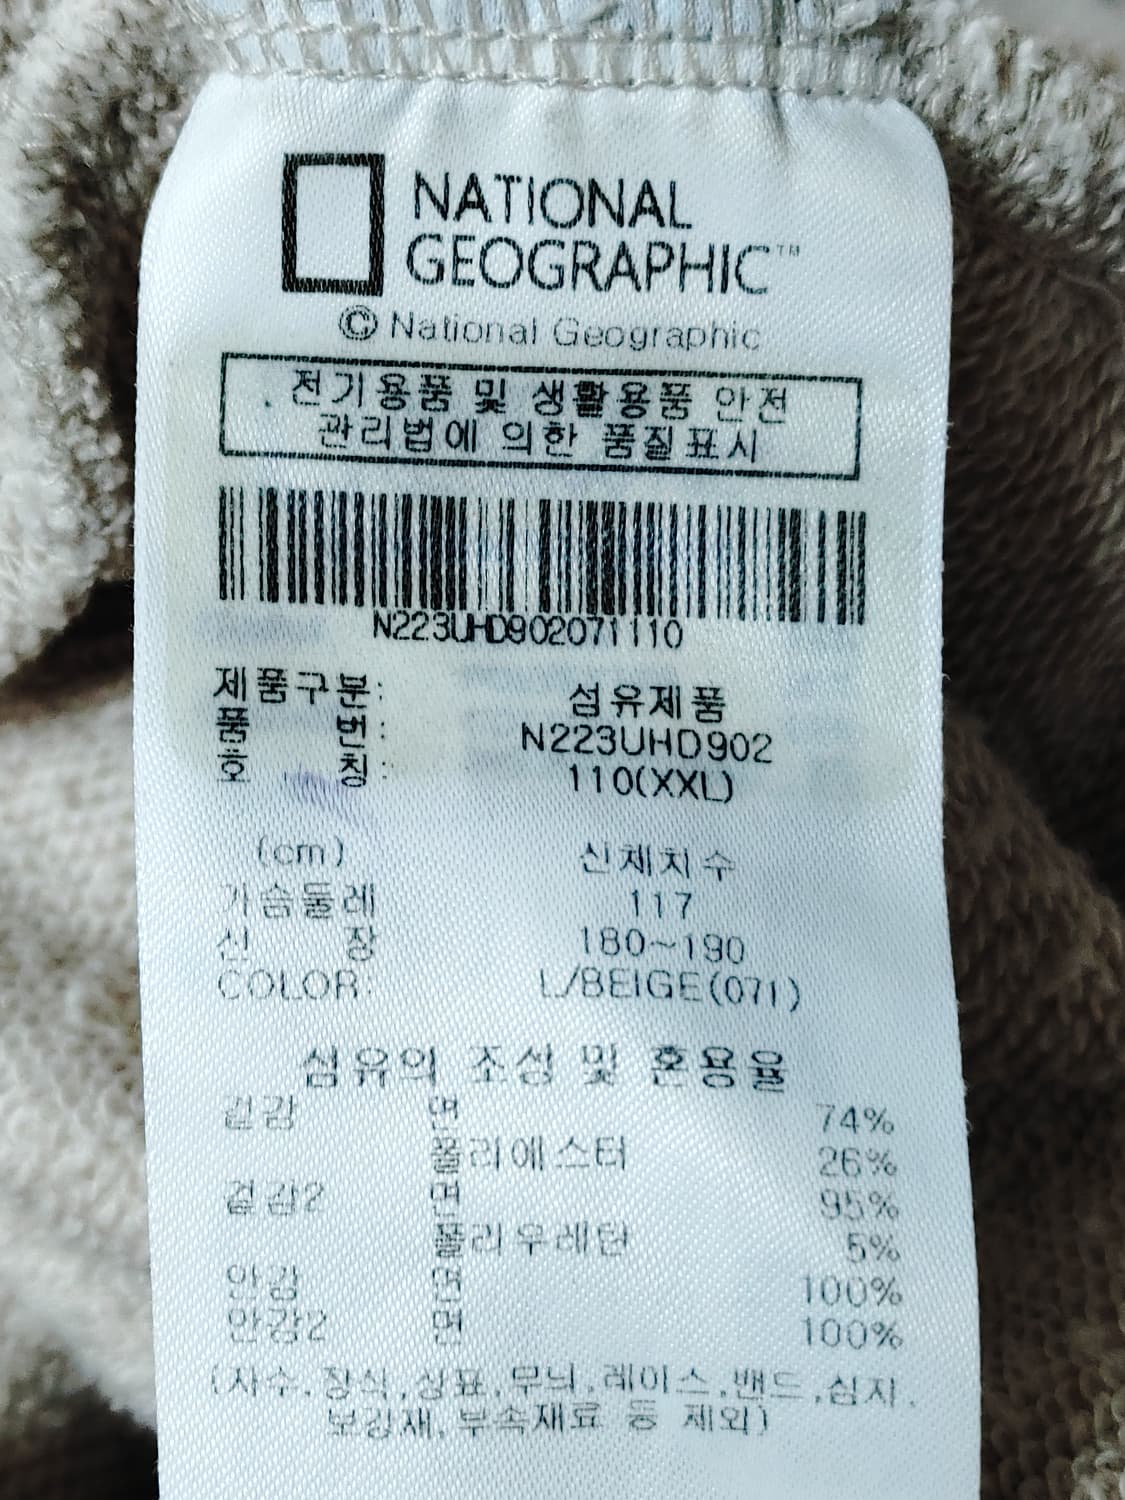 NATIONAL
GEOGRAPHIC™
© National Geographic
전기용품 및 생활용품 안전
관리법에 의한 품질표시
N223UHD902071110
제품구분: 섬유제품
품 번: N223UHD902
호 칭: 110(XXL)
(cm) 신체치수
가슴둘레 117
신 장 180~190
COLOR: L/BEIGE(071)
섬유의 조성 및 혼용율
겉감 면 74%
폴리에스터 26%
겉감2 면 95%
폴리우레탄 5%
안감 면 100%
안감2 면 100%
(자수,장식,상표,무늬,레이스,밴드,심지,
보강재,부속재료 등 제외)